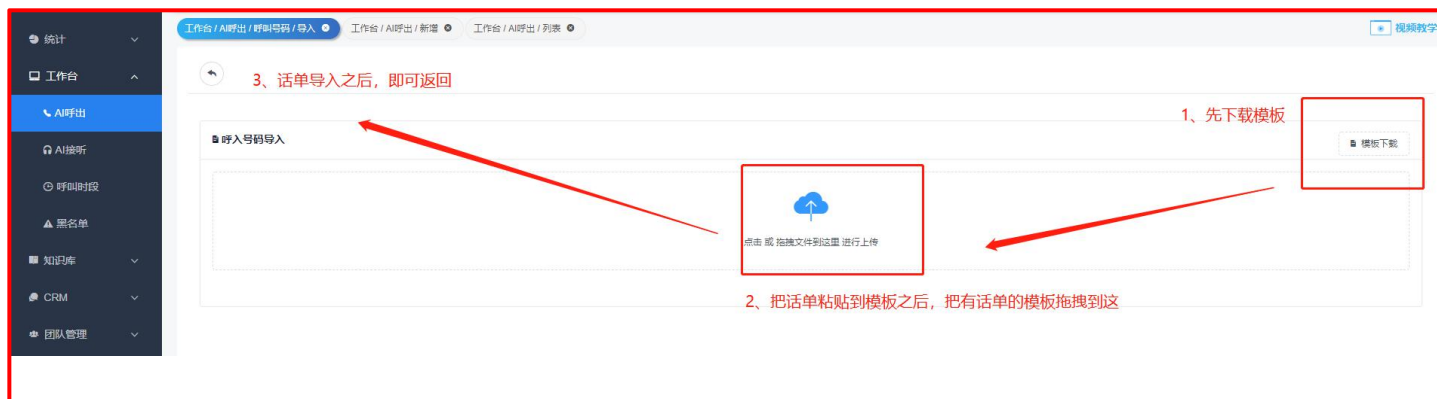 工作台 / AI呼出 / 呼叫号码 / 导入
工作台 / AI呼出 / 新增
工作台 / AI呼出 / 列表
视频教学
统计
工作台
AI呼出
AI接听
呼叫时段
黑名单
知识库
CRM
团队管理
3、话单导入之后，即可返回
1、先下载模板
呼入号码导入
模板下载
点击 或 拖拽文件到这里 进行上传
2、把话单粘贴到模板之后，把有话单的模板拖拽到这